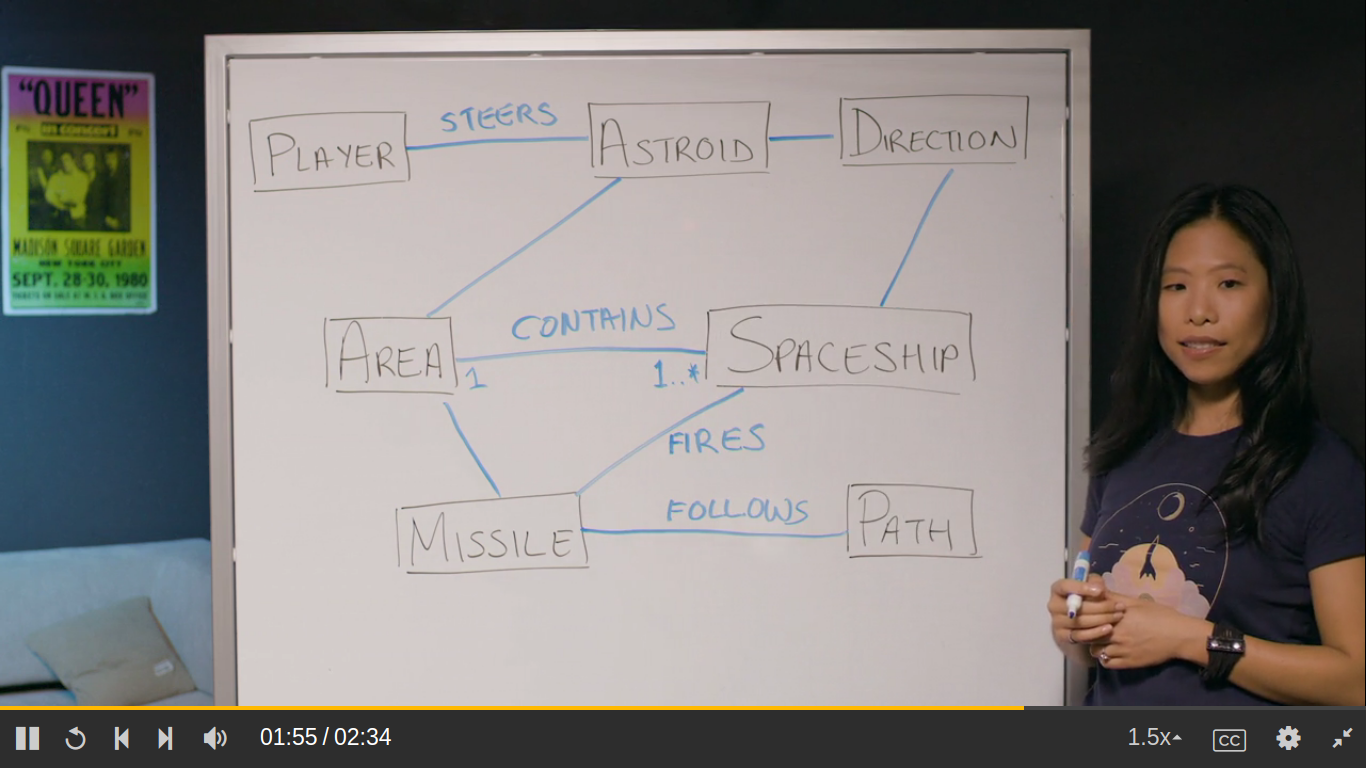 "QUEEN"
in concert
MADISON SQUARE GARDEN
NEW YORK CITY
SEPT. 28-30, 1980
STEERS
PLAYER
ASTROID
DIRECTION
CONTAINS
AREA
SPACESHIP
1
1..*
FIRES
FOLLOWS
MISSILE
PATH
01:55 / 02:34
1.5x
CC